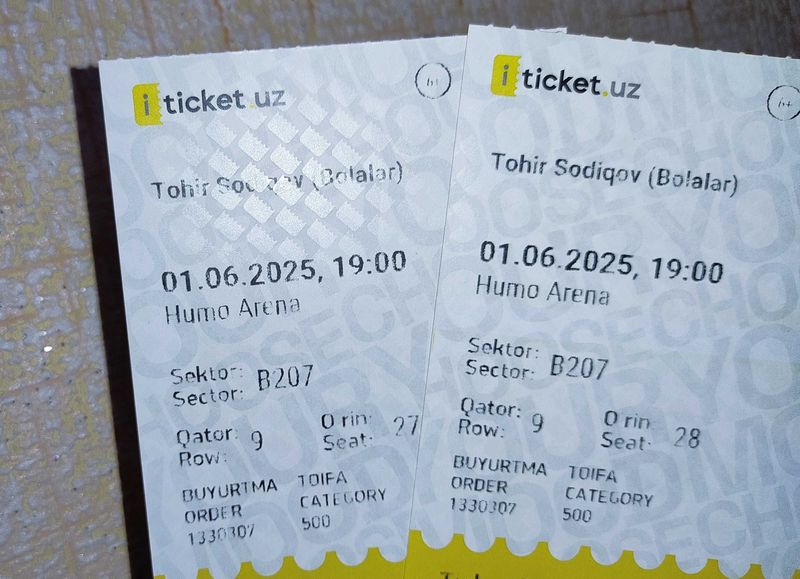 iticket.uz
6+
Tohir Sodiqov (Bolalar)
01.06.2025, 19:00
Humo Arena
Sektor:
Sector: B207
Qator:
Row: 9
O'rin:
Seat: 27
BUYURTMA
ORDER
1330307
TOIFA
CATEGORY
500
iticket.uz
6+
Tohir Sodiqov (Bolalar)
01.06.2025, 19:00
Humo Arena
Sektor:
Sector: B207
Qator:
Row: 9
O'rin:
Seat: 28
BUYURTMA
ORDER
1330307
TOIFA
CATEGORY
500